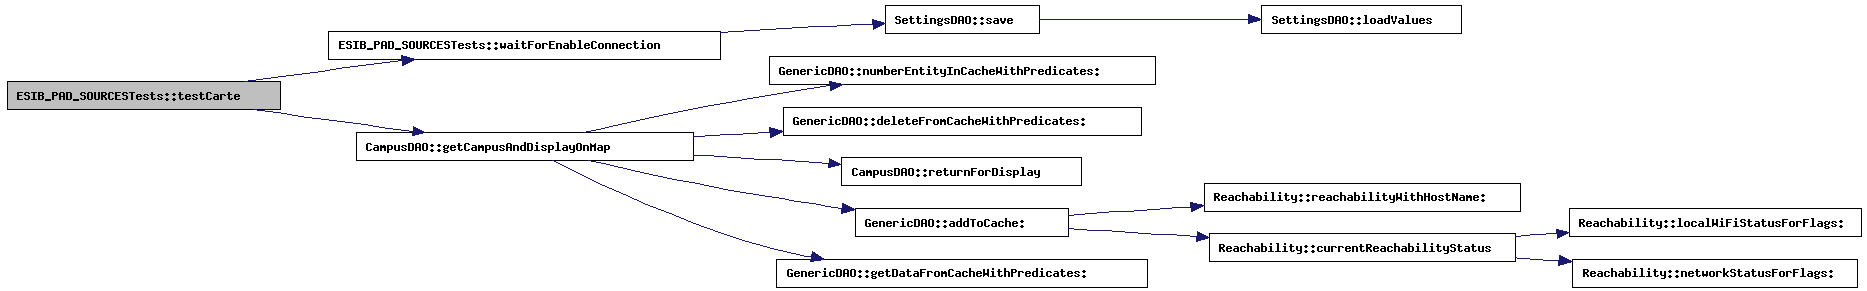 ESIB_PAD_SOURCESTests::testCarte
ESIB_PAD_SOURCESTests::waitForEnableConnection
SettingsDAO::save
SettingsDAO::loadValues
CampusDAO::getCampusAndDisplayOnMap
GenericDAO::numberEntityInCacheWithPredicates:
GenericDAO::deleteFromCacheWithPredicates:
CampusDAO::returnForDisplay
GenericDAO::addToCache:
GenericDAO::getDataFromCacheWithPredicates:
Reachability::reachabilityWithHostName:
Reachability::currentReachabilityStatus
Reachability::localWiFiStatusForFlags:
Reachability::networkStatusForFlags: